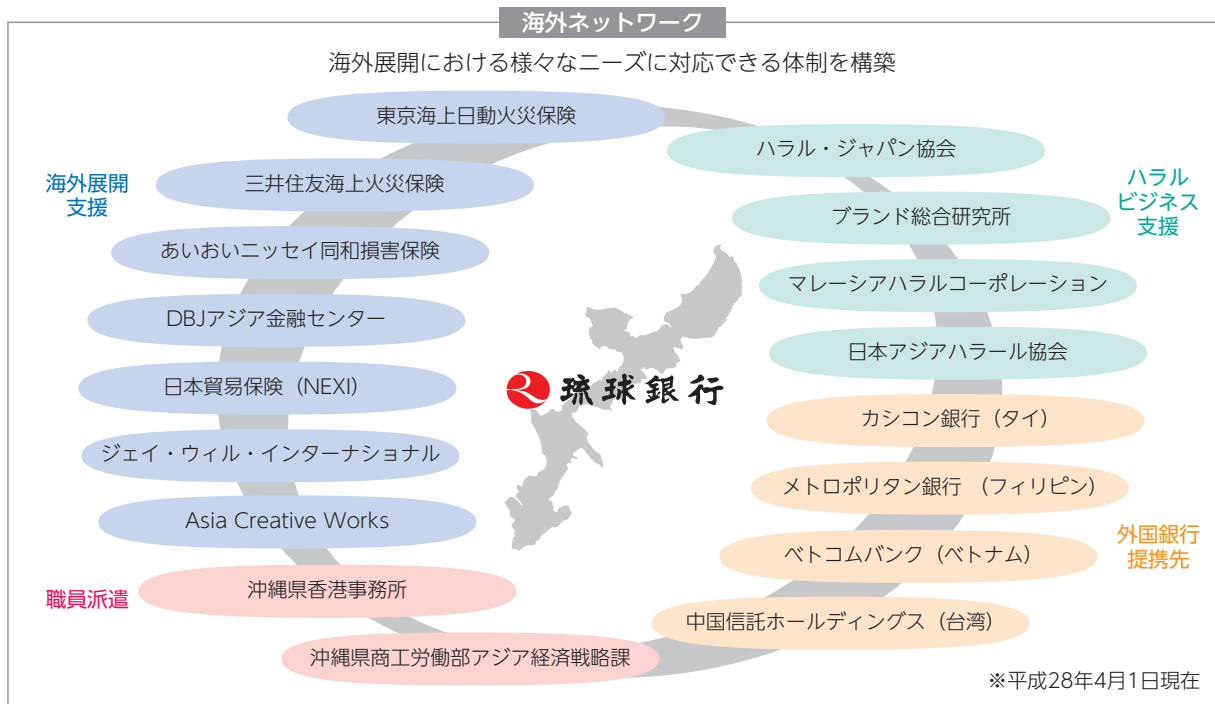 海外ネットワーク
海外展開における様々なニーズに対応できる体制を構築
海外展開
支援
東京海上日動火災保険
三井住友海上火災保険
あいおいニッセイ同和損害保険
DBJアジア金融センター
日本貿易保険（NEXI）
ジェイ・ウィル・インターナショナル
Asia Creative Works
職員派遣
沖縄県香港事務所
沖縄県商工労働部アジア経済戦略課
琉球銀行
ハラル
ビジネス
支援
ハラル・ジャパン協会
ブランド総合研究所
マレーシアハラルコーポレーション
日本アジアハラール協会
外国銀行
提携先
カシコン銀行（タイ）
メトロポリタン銀行 （フィリピン）
ベトコムバンク（ベトナム）
中国信託ホールディングス（台湾）
※平成28年4月1日現在